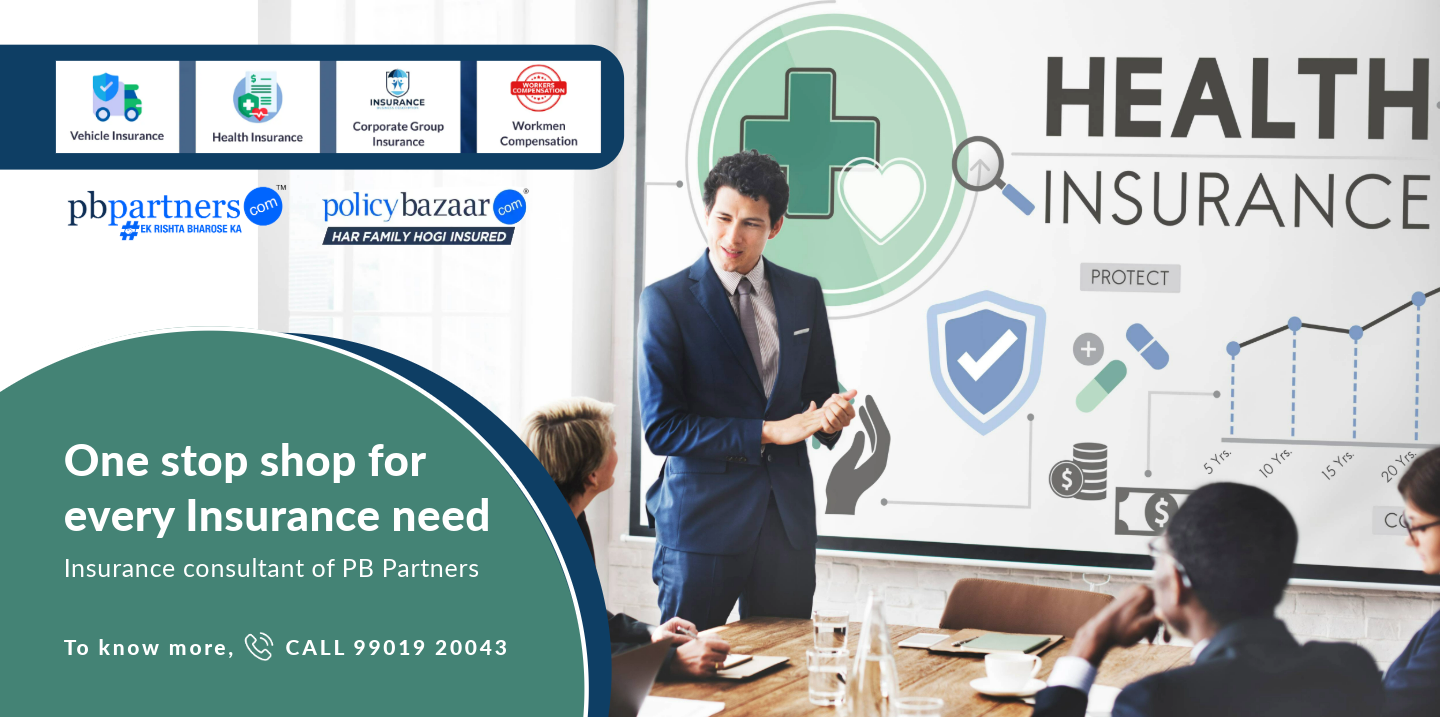 Vehicle Insurance
Health Insurance
INSURANCE
Corporate Group
Insurance
WORKERS
COMPENSATION
Workmen
Compensation
pbpartners.com™
#EK RISHTA BHAROSE KA
policybazaar.com®
HAR FAMILY HOGI INSURED
HEALTH
INSURANCE
PROTECT
5 Yrs.
10 Yrs.
15 Yrs.
20 Yrs.
One stop shop for
every Insurance need
Insurance consultant of PB Partners
To know more, CALL 99019 20043